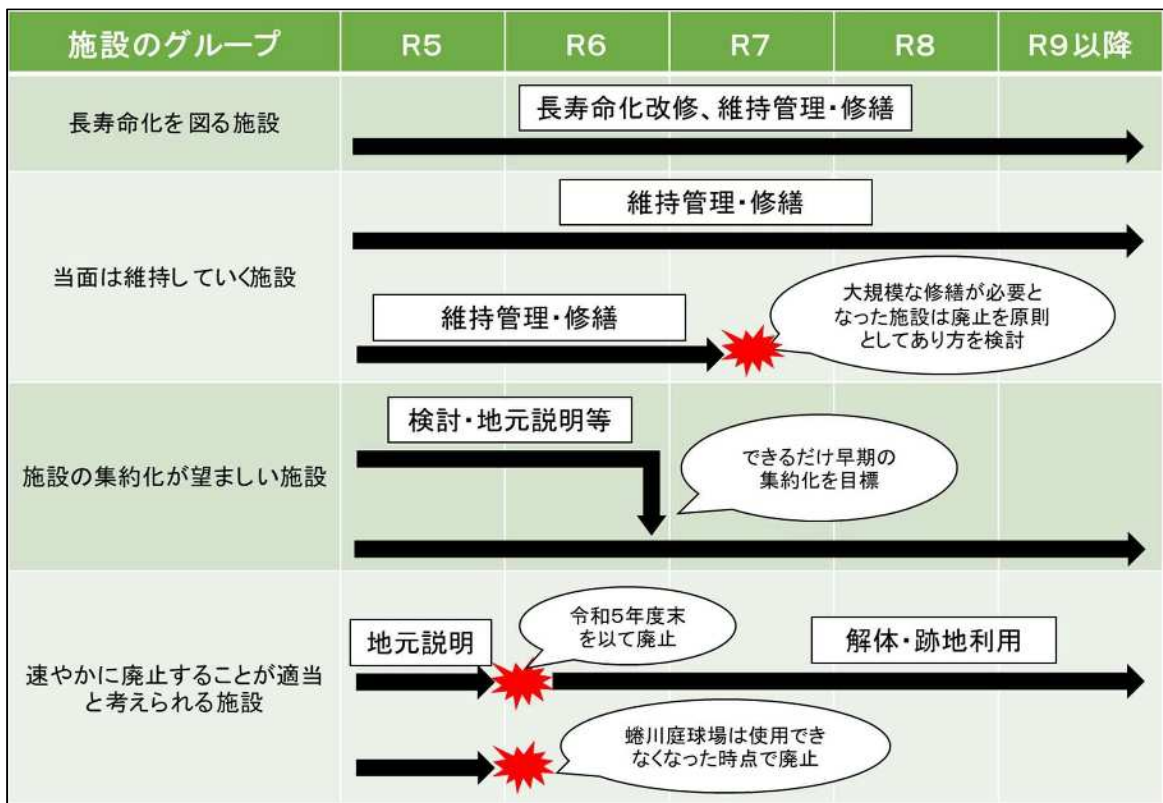 施設のグループ
R5
R6
R7
R8
R9以降
長寿命化を図る施設
長寿命化改修、維持管理・修繕
当面は維持していく施設
維持管理・修繕
維持管理・修繕
大規模な修繕が必要と
なった施設は廃止を原則
としてあり方を検討
施設の集約化が望ましい施設
検討・地元説明等
できるだけ早期の
集約化を目標
速やかに廃止することが適当
と考えられる施設
地元説明
令和5年度末
を以て廃止
解体・跡地利用
蜷川庭球場は使用でき
なくなった時点で廃止